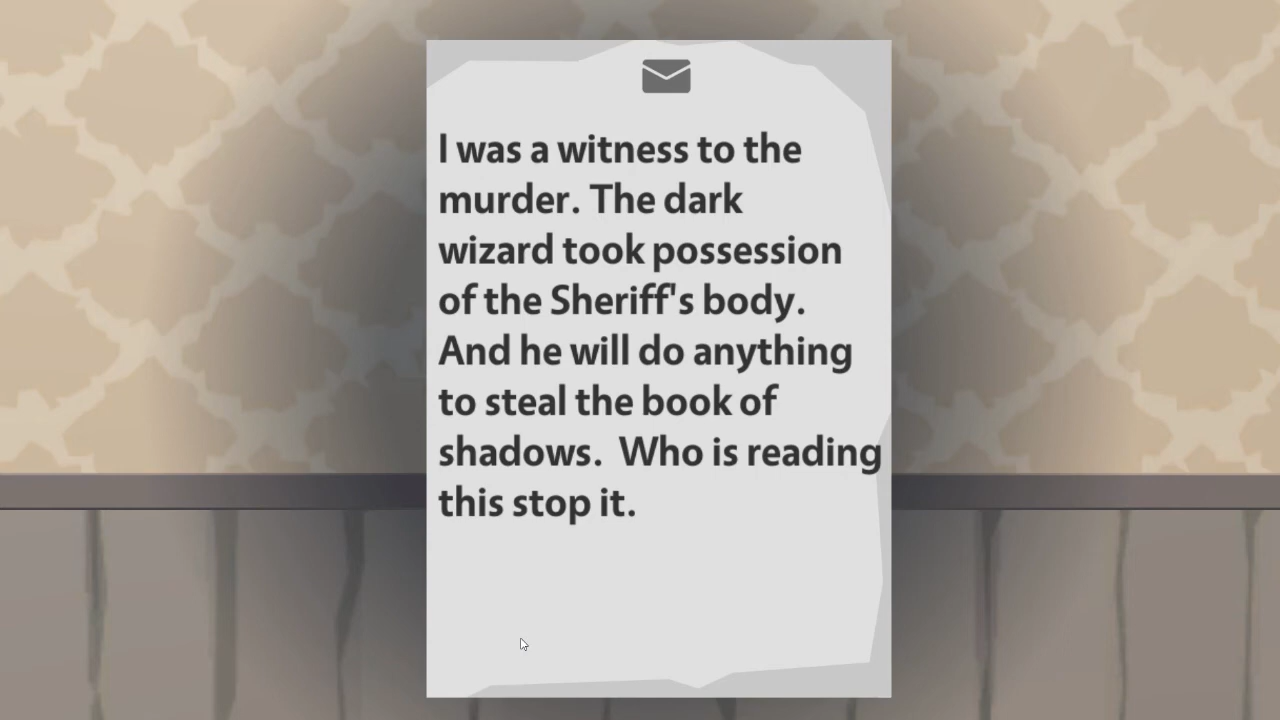 I was a witness to the
murder. The dark
wizard took possession
of the Sheriff's body.
And he will do anything
to steal the book of
shadows.  Who is reading
this stop it.